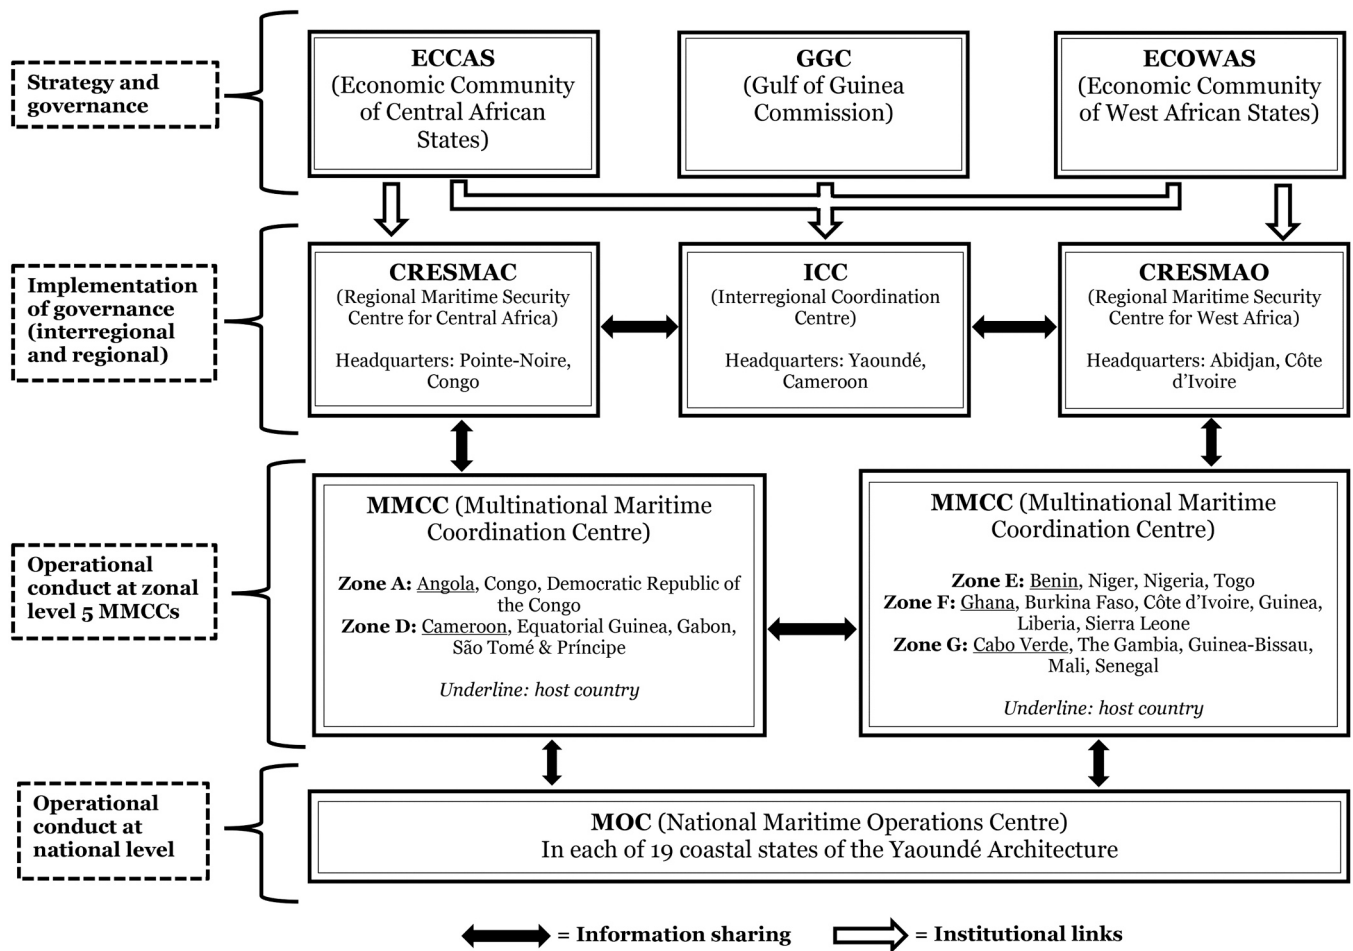 Strategy and
governance
ECCAS
(Economic Community
of Central African
States)
GGC
(Gulf of Guinea
Commission)
ECOWAS
(Economic Community
of West African States)
Implementation
of governance
(interregional
and regional)
CRESMAC
(Regional Maritime Security
Centre for Central Africa)
Headquarters: Pointe-Noire,
Congo
ICC
(Interregional Coordination
Centre)
Headquarters: Yaoundé,
Cameroon
CRESMAO
(Regional Maritime Security
Centre for West Africa)
Headquarters: Abidjan, Côte
d’Ivoire
Operational
conduct at zonal
level 5 MMCCs
MMCC (Multinational Maritime
Coordination Centre)
Zone A: Angola, Congo, Democratic Republic of
the Congo
Zone D: Cameroon, Equatorial Guinea, Gabon,
São Tomé & Príncipe
Underline: host country
MMCC (Multinational Maritime
Coordination Centre)
Zone E: Benin, Niger, Nigeria, Togo
Zone F: Ghana, Burkina Faso, Côte d’Ivoire, Guinea,
Liberia, Sierra Leone
Zone G: Cabo Verde, The Gambia, Guinea-Bissau,
Mali, Senegal
Underline: host country
Operational
conduct at
national level
MOC (National Maritime Operations Centre)
In each of 19 coastal states of the Yaoundé Architecture
= Information sharing
= Institutional links